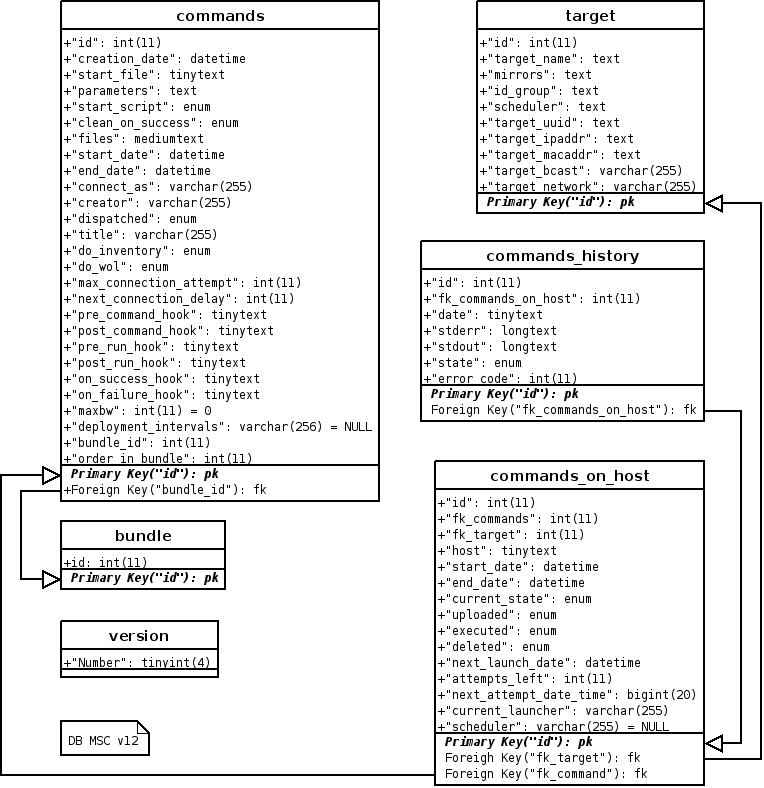 commands
+"id": int(11)
+"creation_date": datetime
+"start_file": tinytext
+"parameters": text
+"start_script": enum
+"clean_on_success": enum
+"files": mediumtext
+"start_date": datetime
+"end_date": datetime
+"connect_as": varchar(255)
+"creator": varchar(255)
+"dispatched": enum
+"title": varchar(255)
+"do_inventory": enum
+"do_wol": enum
+"max_connection_attempt": int(11)
+"next_connection_delay": int(11)
+"pre_command_hook": tinytext
+"post_command_hook": tinytext
+"pre_run_hook": tinytext
+"post_run_hook": tinytext
+"on_success_hook": tinytext
+"on_failure_hook": tinytext
+"maxbw": int(11) = 0
+"deployment_intervals": varchar(256) = NULL
+"bundle_id": int(11)
+"order_in_bundle": int(11)
Primary Key("id"): pk
+Foreign Key("bundle_id"): fk
bundle
+id: int(11)
Primary Key("id"): pk
version
+"Number": tinyint(4)
DB MSC v12
target
+"id": int(11)
+"target_name": text
+"mirrors": text
+"id_group": text
+"scheduler": text
+"target_uuid": text
+"target_ipaddr": text
+"target_macaddr": text
+"target_bcast": varchar(255)
+"target_network": varchar(255)
Primary Key("id"): pk
commands_history
+"id": int(11)
+"fk_commands_on_host": int(11)
+"date": tinytext
+"stderr": longtext
+"stdout": longtext
+"state": enum
+"error_code": int(11)
Primary Key("id"): pk
Foreign Key("fk_commands_on_host"): fk
commands_on_host
+"id": int(11)
+"fk_commands": int(11)
+"fk_target": int(11)
+"host": tinytext
+"start_date": datetime
+"end_date": datetime
+"current_state": enum
+"uploaded": enum
+"executed": enum
+"deleted": enum
+"next_launch_date": datetime
+"attempts_left": int(11)
+"next_attempt_date_time": bigint(20)
+"current_launcher": varchar(255)
+"scheduler": varchar(255) = NULL
Primary Key("id"): pk
Foreigh Key("fk_target"): fk
Foreign Key("fk_command"): fk